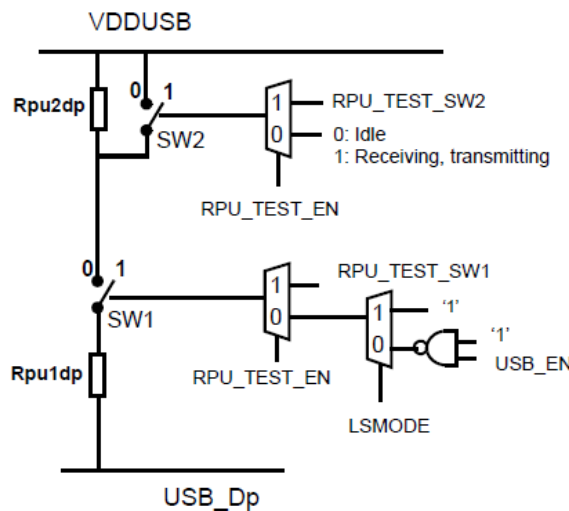 VDDUSB
Rpu2dp
0
1
SW2
1
0
RPU_TEST_SW2
0: Idle
1: Receiving, transmitting
RPU_TEST_EN
0
1
SW1
1
0
RPU_TEST_SW1
1
0
'1'
'1'
USB_EN
Rpu1dp
RPU_TEST_EN
LSMODE
USB_Dp